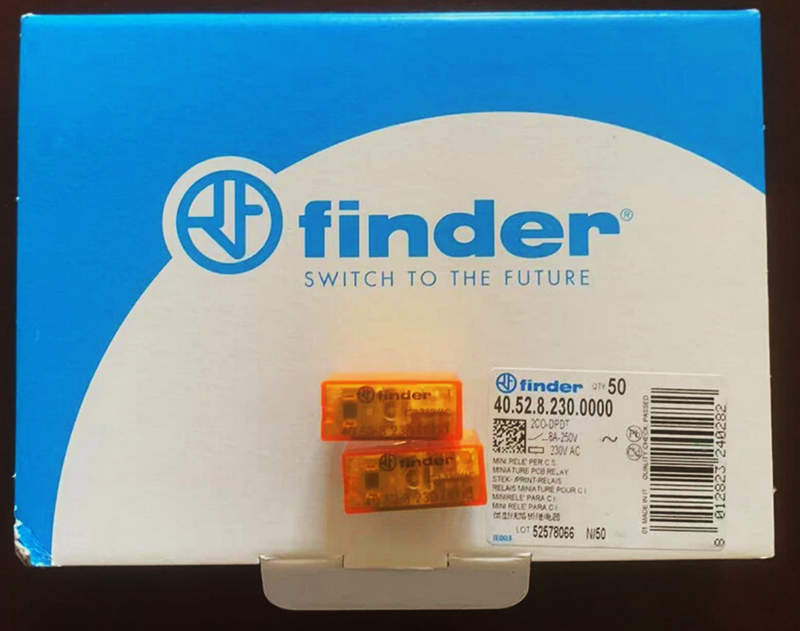 finder®
SWITCH TO THE FUTURE
finder
finder
finder QTY 50
40.52.8.230.0000
2CO-DPDT
8A-250V ~
230V AC
MINI RELE' PER C.S.
MINIATURE PCB RELAY
STEK-/PRINT-RELAIS
RELAIS MINIATURE POUR C.I
MINIRELÉ PARA C.I
MINI RELE' PARA C.I
LOT 52578066 N/50
01 MADE IN IT QUALITY CHECK PASSED
8 012823 240282